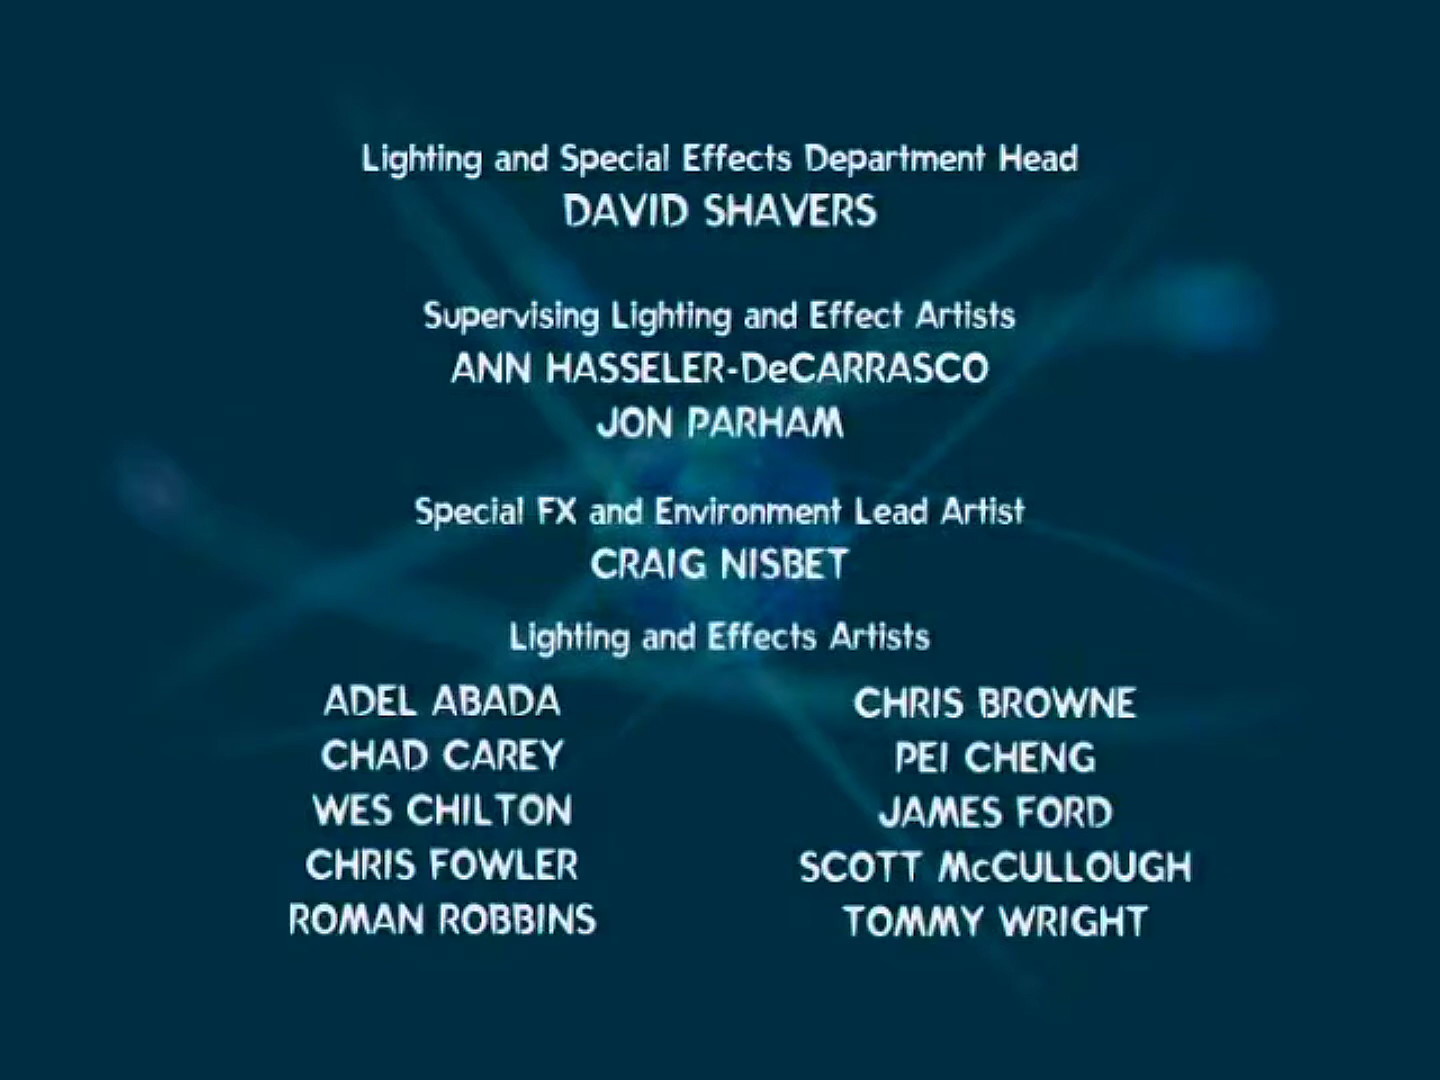 Lighting and Special Effects Department Head
DAVID SHAVERS
Supervising Lighting and Effect Artists
ANN HASSELER-DeCARRASCO
JON PARHAM
Special FX and Environment Lead Artist
CRAIG NISBET
Lighting and Effects Artists
ADEL ABADA
CHAD CAREY
WES CHILTON
CHRIS FOWLER
ROMAN ROBBINS
CHRIS BROWNE
PEI CHENG
JAMES FORD
SCOTT McCULLOUGH
TOMMY WRIGHT